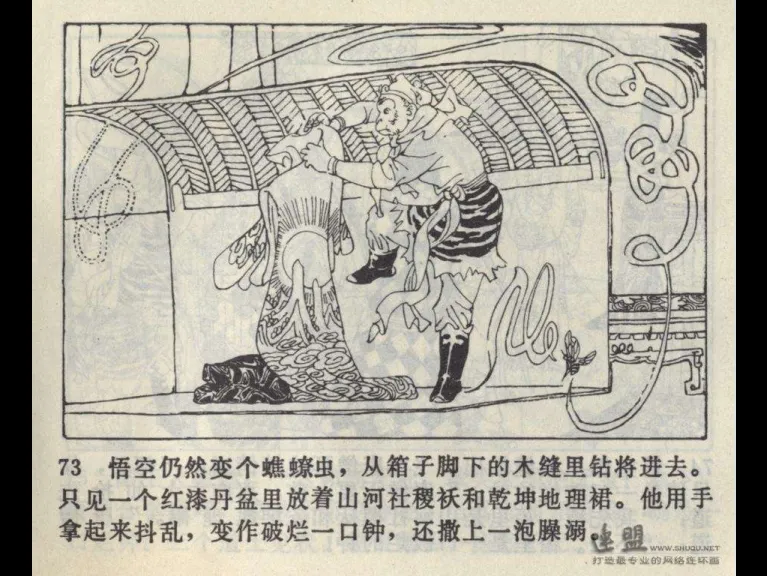 73 悟空仍然变个蟭蟟虫，从箱子脚下的木缝里钻将进去。
只见一个红漆丹盆里放着山河社稷袄和乾坤地理裙。他用手
拿起来抖乱，变作破烂一口钟，还撒上一泡臊溺。
连盟 WWW.SHUQU.NET
打造最专业的网络连环画